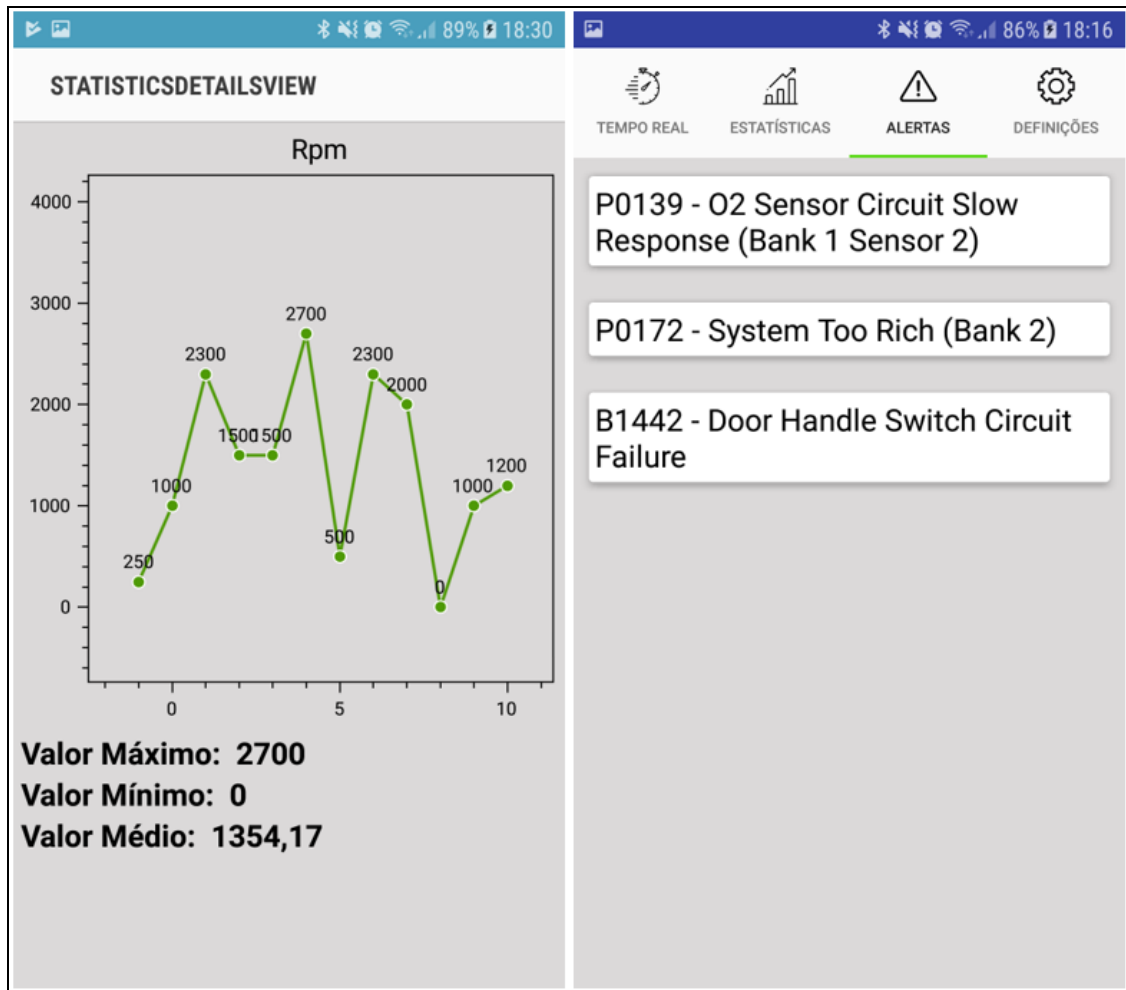 89% 18:30
STATISTICSDETAILSVIEW
Rpm
4000
3000
2000
1000
0
250
1000
2300
1500
1500
2700
500
2300
2000
0
1000
1200
0
5
10
Valor Máximo: 2700
Valor Mínimo: 0
Valor Médio: 1354,17
86% 18:16
TEMPO REAL
ESTATÍSTICAS
ALERTAS
DEFINIÇÕES
P0139 - O2 Sensor Circuit Slow
Response (Bank 1 Sensor 2)
P0172 - System Too Rich (Bank 2)
B1442 - Door Handle Switch Circuit
Failure